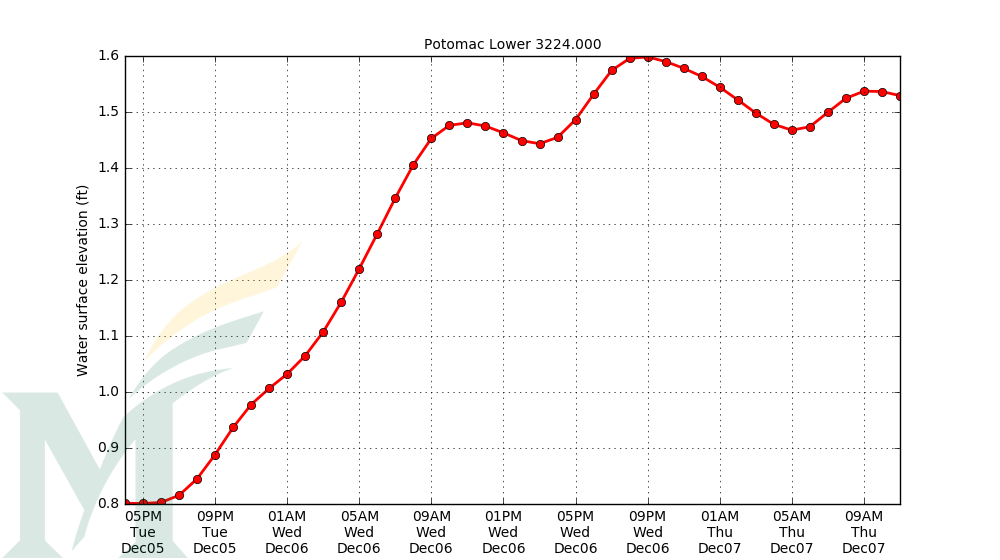 Potomac Lower 3224.000
Water surface elevation (ft)
1.6
1.5
1.4
1.3
1.2
1.1
1.0
0.9
0.8
05PM 09PM 01AM 05AM 09AM 01PM 05PM 09PM 01AM 05AM 09AM
Tue Tue Wed Wed Wed Wed Wed Wed Thu Thu Thu
Dec05 Dec05 Dec06 Dec06 Dec06 Dec06 Dec06 Dec06 Dec07 Dec07 Dec07